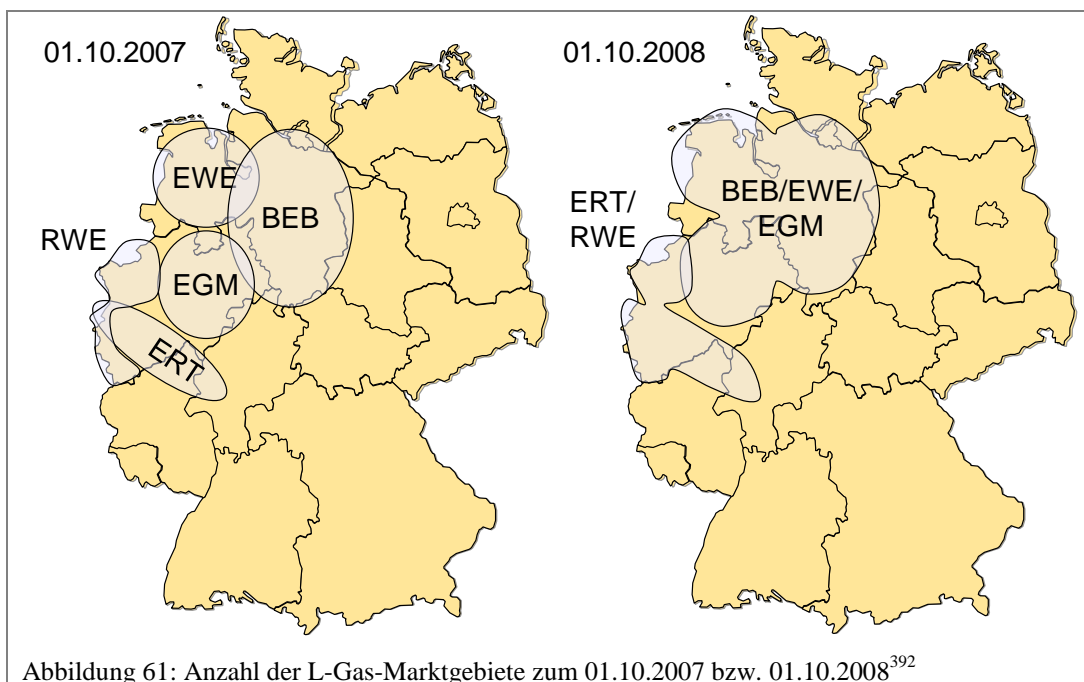 01.10.2007
EWE
BEB
RWE
EGM
ERT
01.10.2008
BEB/EWE/
EGM
ERT/
RWE
Abbildung 61: Anzahl der L-Gas-Marktgebiete zum 01.10.2007 bzw. 01.10.2008392